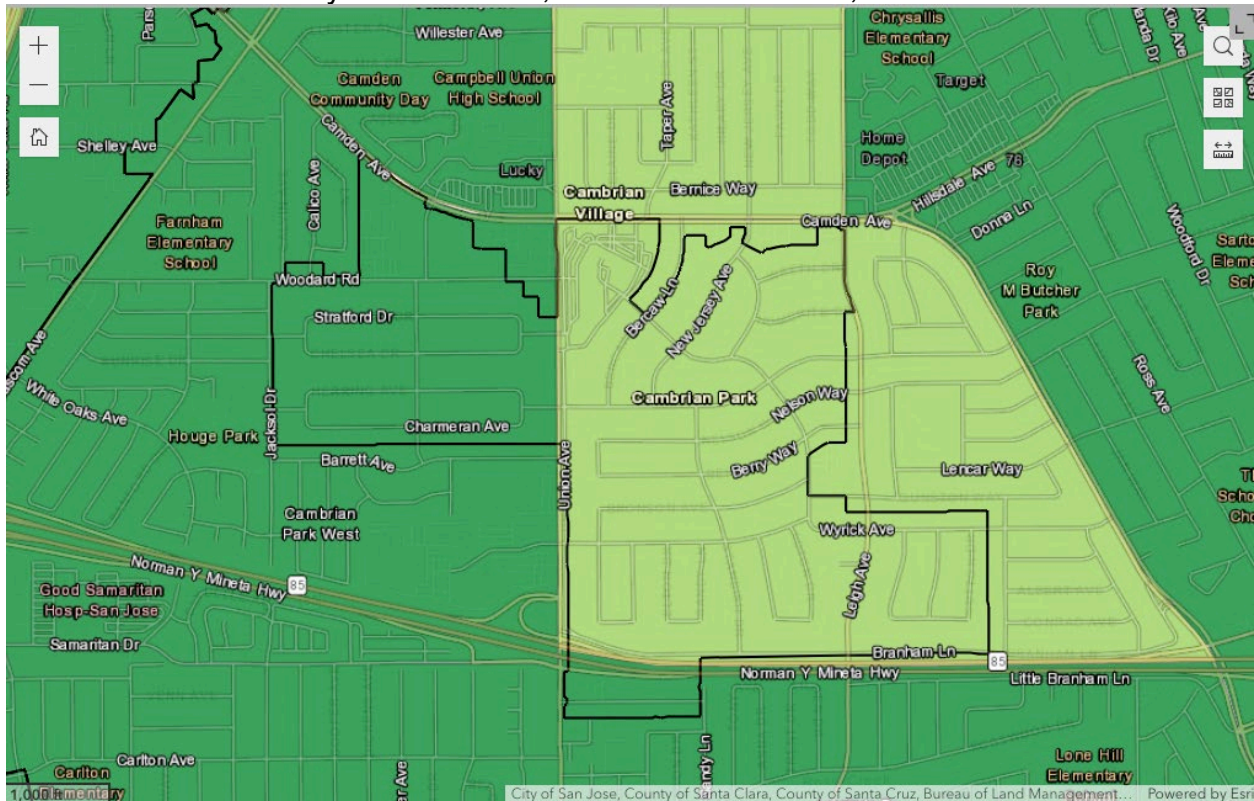 Willester Ave
Chrysallis
Elementary
School
Camden
Community Day
Campbell Union
High School
Target
Taper Ave
Shelley Ave
Camden Ave
Home
Depot
76
Lucky
Hillsdale Ave
Calico Ave
Cambrian
Village
Bernice Way
Camden Ave
Donna Ln
Woodford Dr
Farnham
Elementary
School
Woodard Rd
Roy
M Butcher
Park
Stratford Dr
Bercaw Ln
New Jersey Ave
Ross Ave
White Oaks Ave
Jacksol Dr
Cambrian Park
Nelson Way
Houge Park
Charmeran Ave
Barrett Ave
Union Ave
Berry Way
Lencar Way
Cambrian
Park West
Wyrick Ave
Leigh Ave
Norman Y Mineta Hwy
85
Good Samaritan
Hosp-San Jose
Samaritan Dr
Branham Ln
85
Norman Y Mineta Hwy
Little Branham Ln
Carlton Ave
Carlton
Elementary
Lone Hill
Elementary
1,000 ft
City of San Jose, County of Santa Clara, County of Santa Cruz, Bureau of Land Management... Powered by Esri